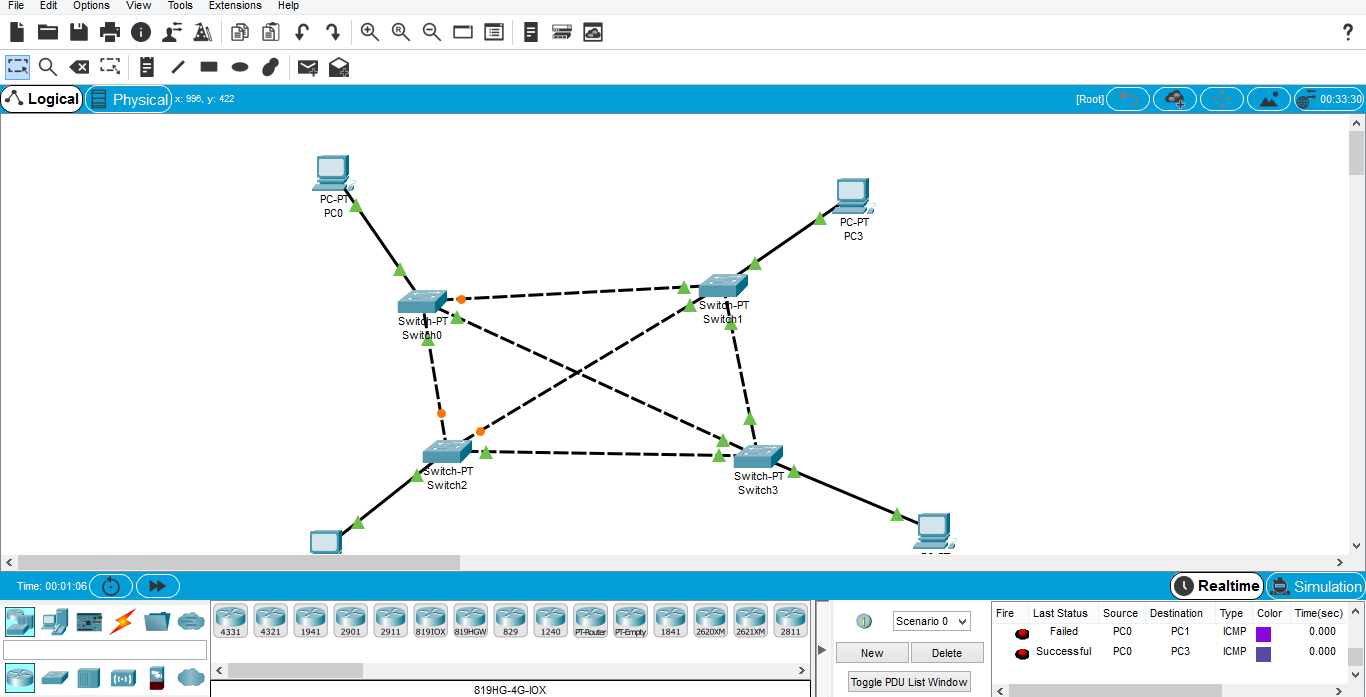 File Edit Options View Tools Extensions Help
?
Logical Physical x: 996, y: 422 [Root] 00:33:30
PC-PT
PC0
PC-PT
PC3
Switch-PT
Switch0
Switch-PT
Switch1
Switch-PT
Switch2
Switch-PT
Switch3
Time: 00:01:06 Realtime Simulation
4331 4321 1941 2901 2911 819IOX 819HGW 829 1240 PT-Router PT-Empty 1841 2620XM 2621XM 2811
819HG-4G-IOX
Scenario 0
New Delete
Toggle PDU List Window
Fire Last Status Source Destination Type Color Time(sec)
Failed PC0 PC1 ICMP 0.000
Successful PC0 PC3 ICMP 0.000